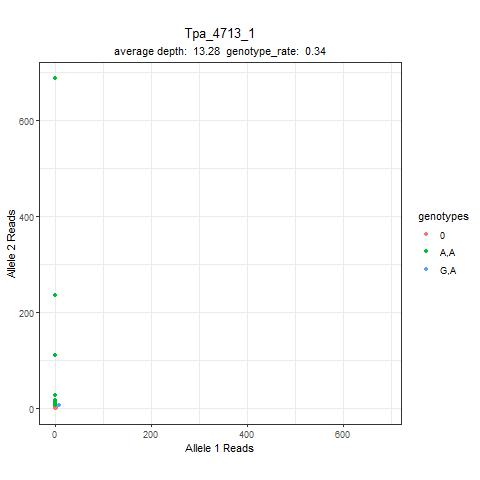 Tpa_4713_1
average depth:  13.28  genotype_rate:  0.34
600
400
200
0
Allele 2 Reads
0 200 400 600
Allele 1 Reads
genotypes
0
A,A
G,A